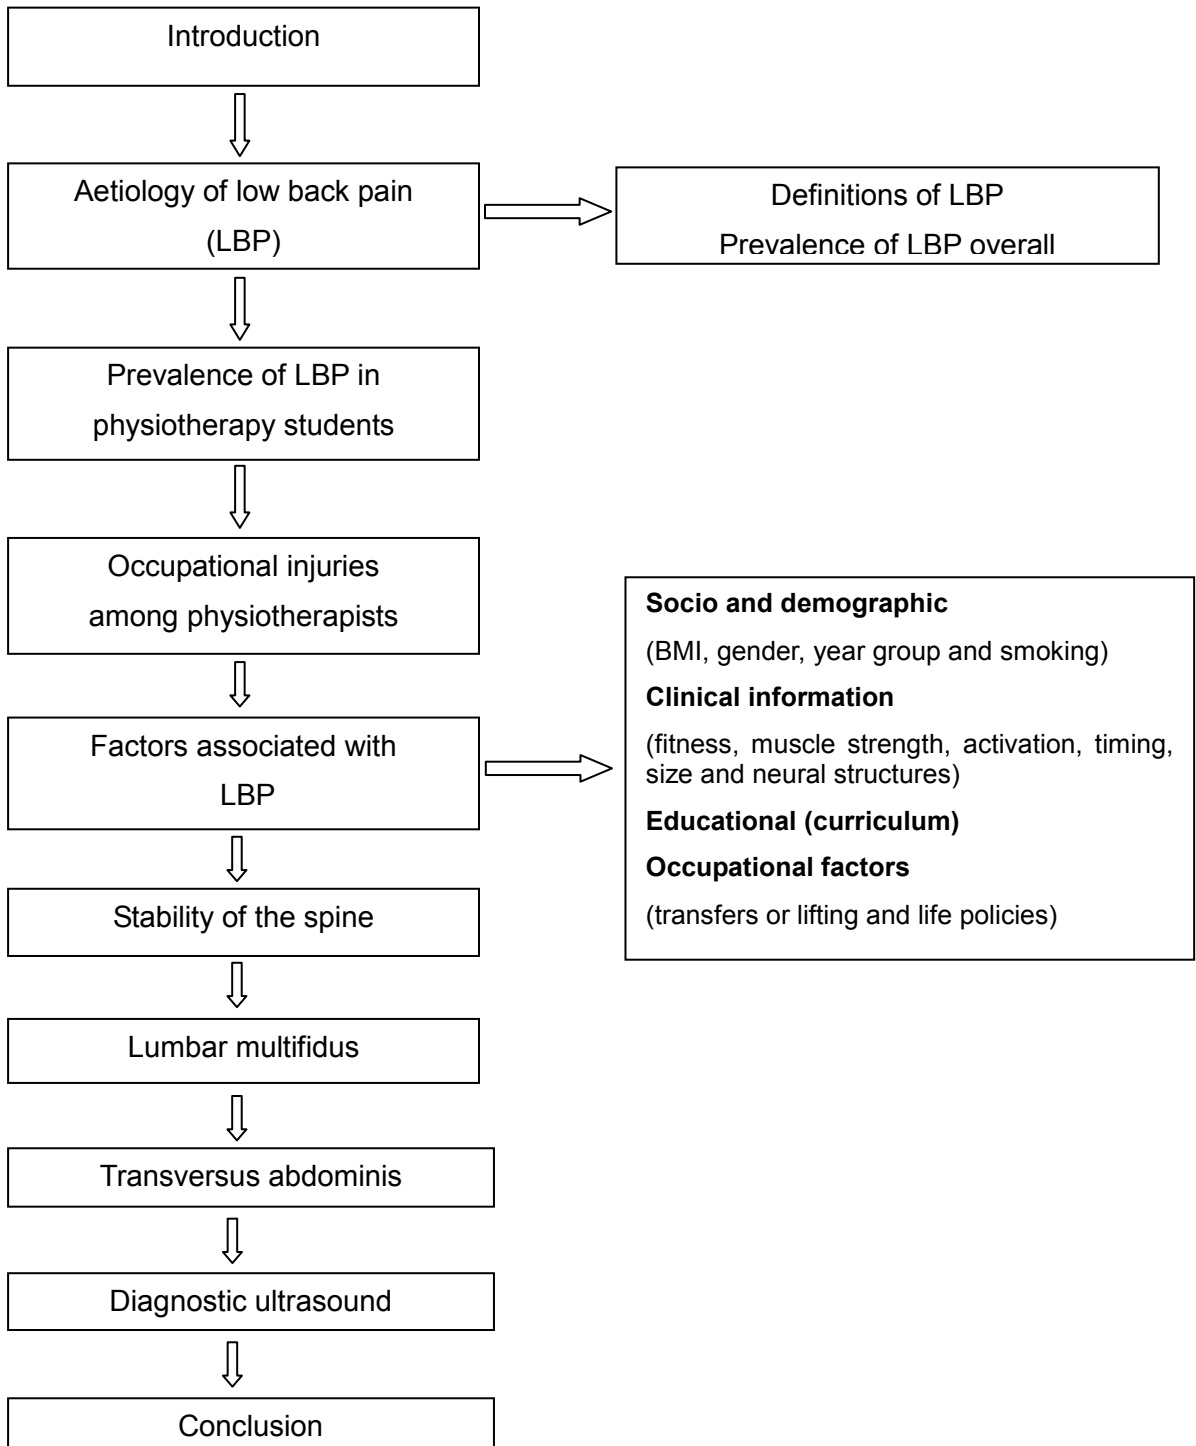 Introduction
Aetiology of low back pain
(LBP)
Definitions of LBP
Prevalence of LBP overall
Prevalence of LBP in
physiotherapy students
Occupational injuries
among physiotherapists
Factors associated with
LBP
Socio and demographic
(BMI, gender, year group and smoking)
Clinical information
(fitness, muscle strength, activation, timing,
size and neural structures)
Educational (curriculum)
Occupational factors
(transfers or lifting and life policies)
Stability of the spine
Lumbar multifidus
Transversus abdominis
Diagnostic ultrasound
Conclusion